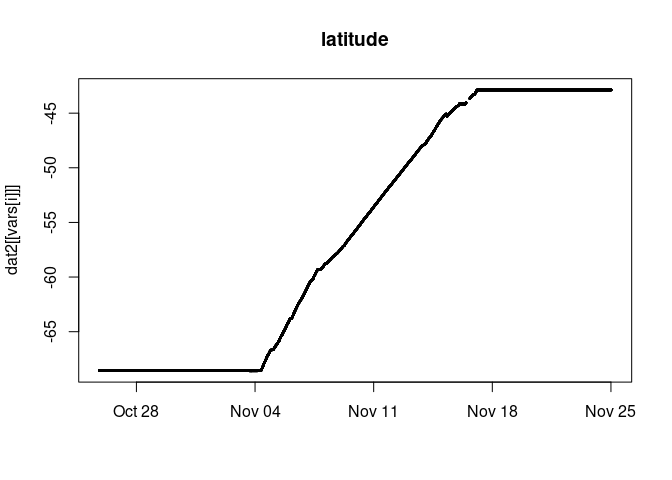 latitude
dat2[[vars[i]]]
-45
-50
-55
-60
-65
Oct 28
Nov 04
Nov 11
Nov 18
Nov 25